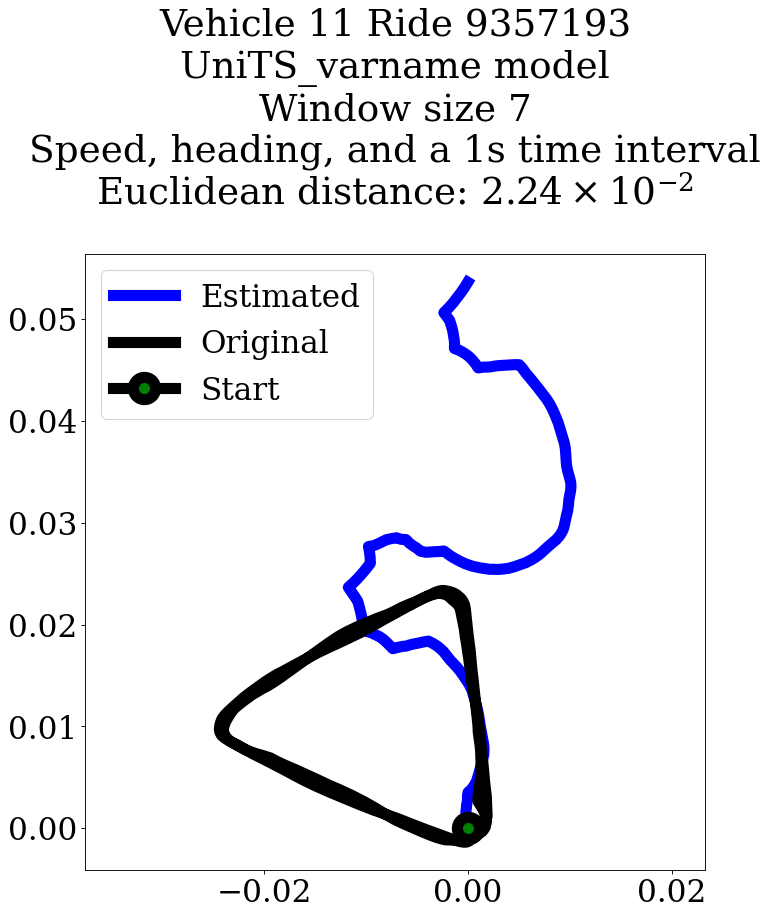 Vehicle 11 Ride 9357193
UniTS_varname model
Window size 7
Speed, heading, and a 1s time interval
Euclidean distance: 2.24 × 10⁻²
Estimated
Original
Start
0.05
0.04
0.03
0.02
0.01
0.00
−0.02
0.00
0.02